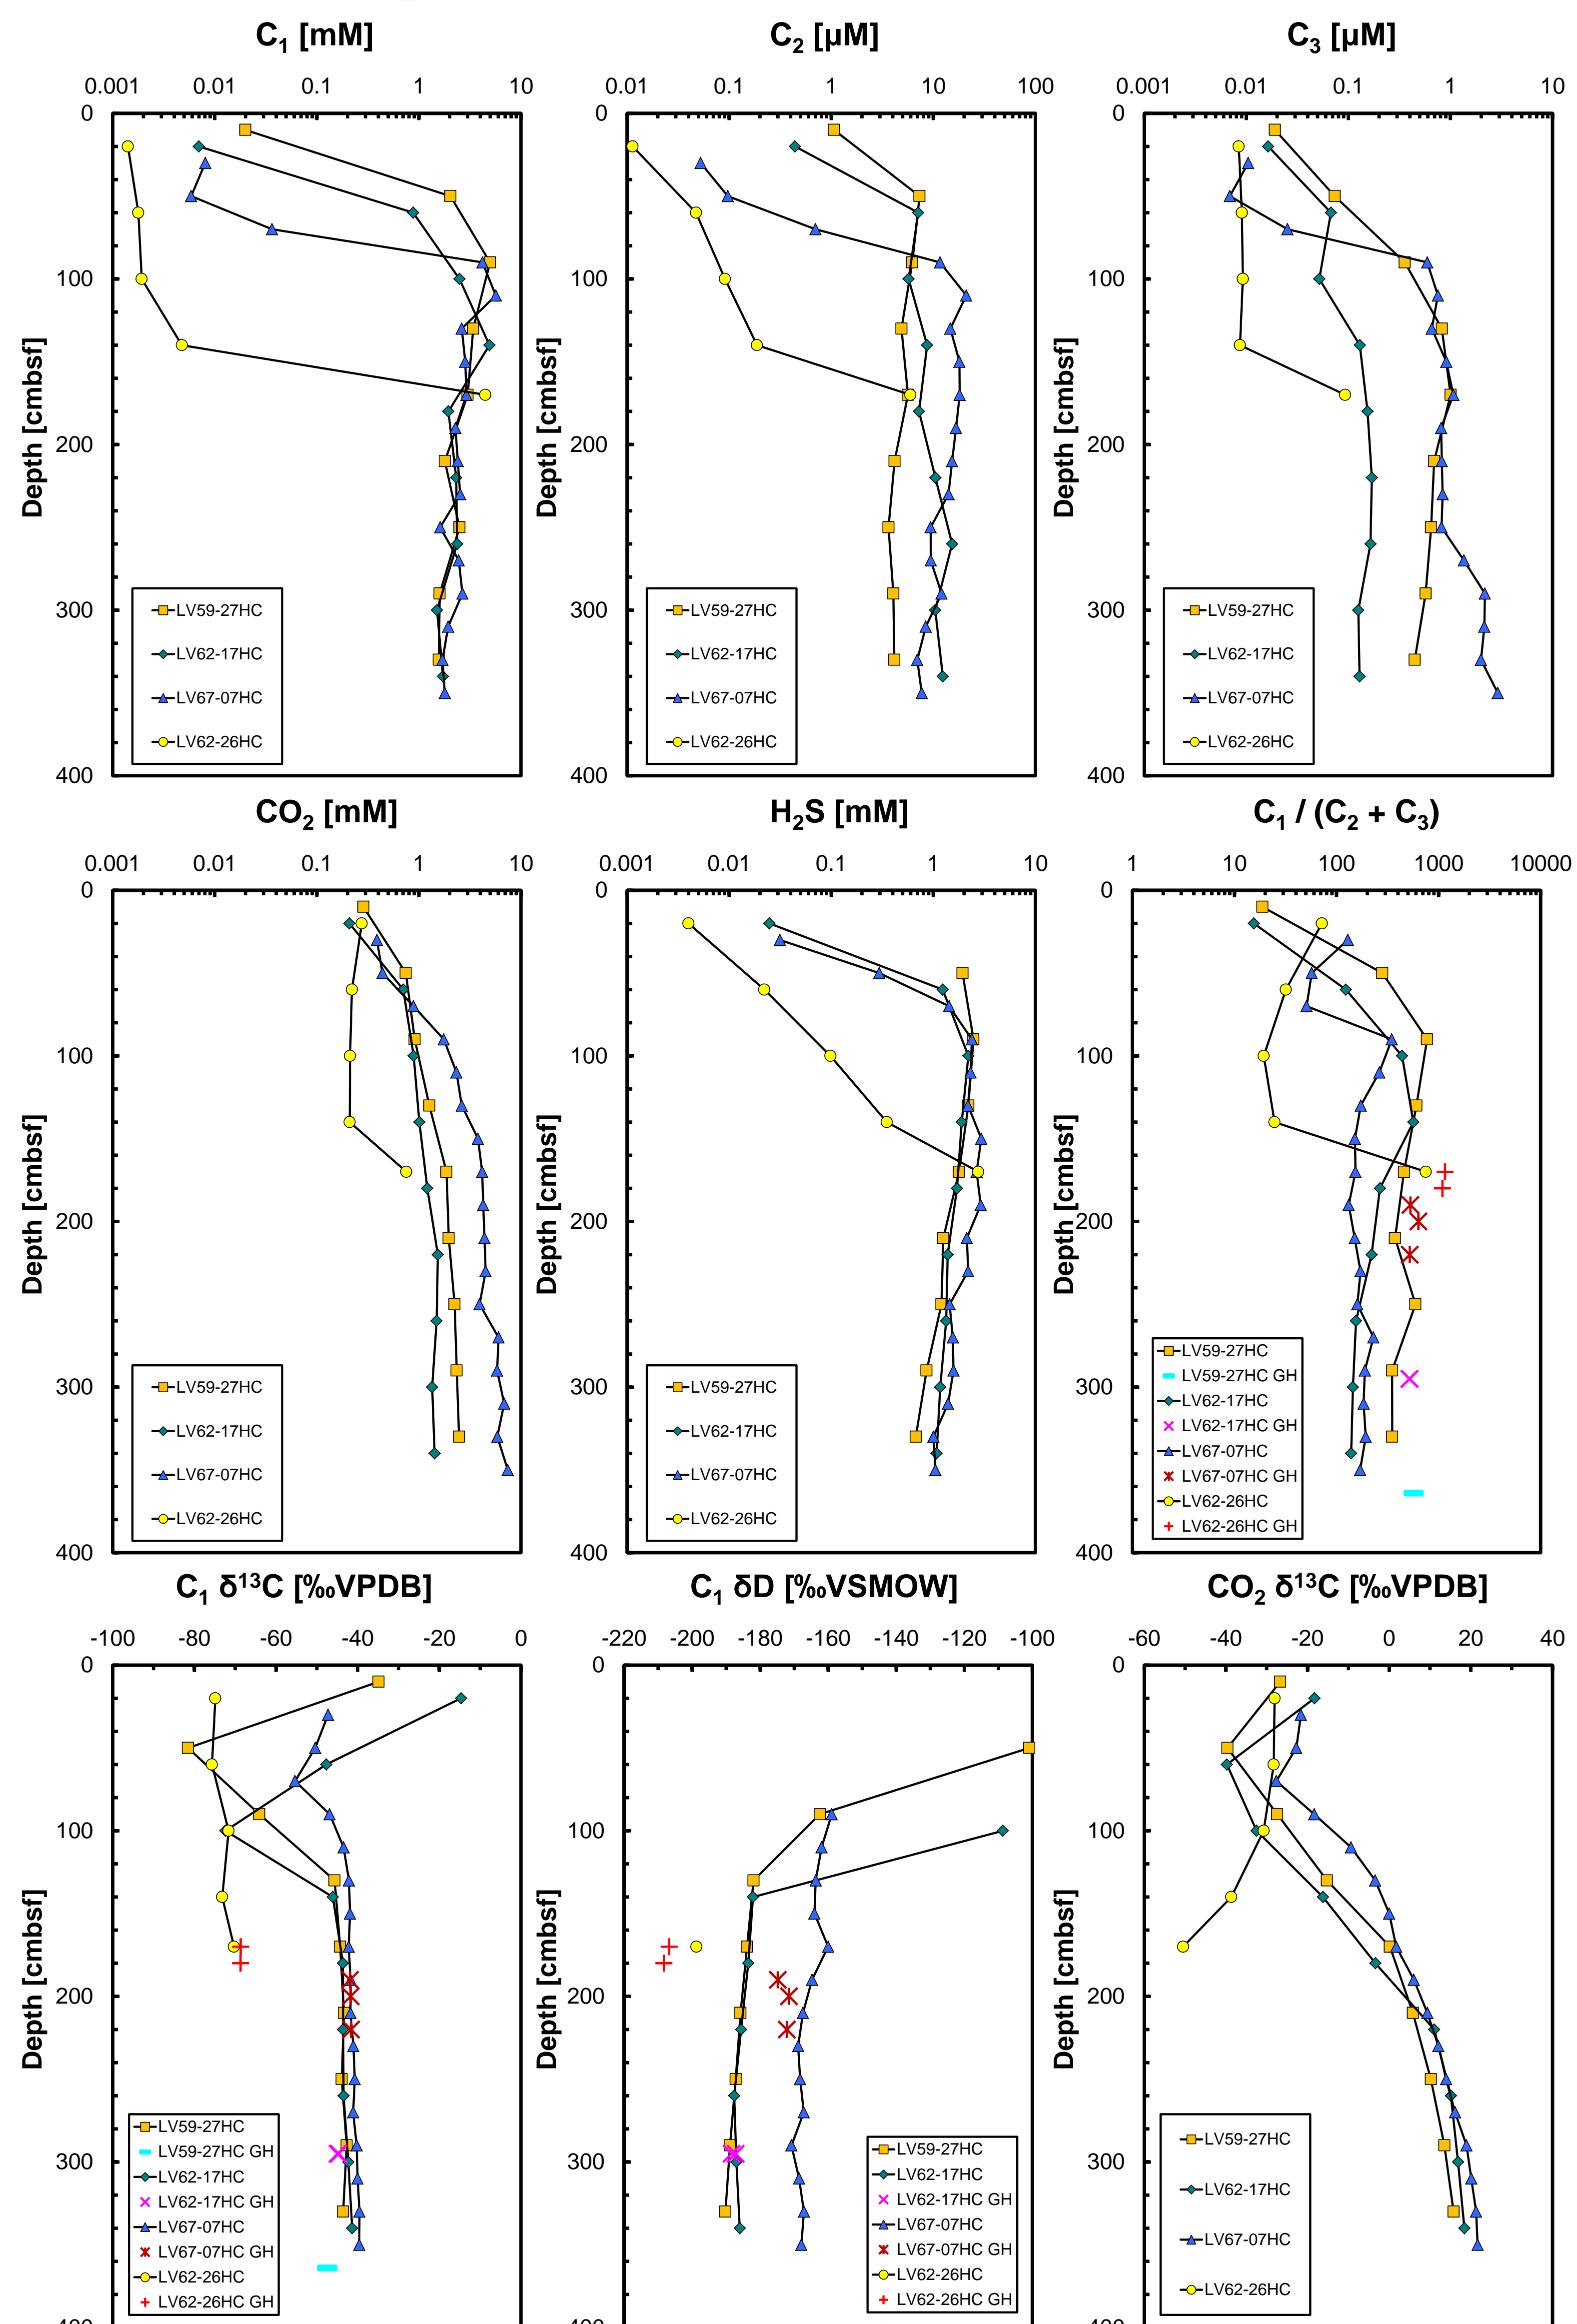 C1 [mM]
0.001 0.01 0.1 1 10
0
100
200
300
400
Depth [cmbsf]
LV59-27HC
LV62-17HC
LV67-07HC
LV62-26HC
C2 [µM]
0.01 0.1 1 10 100
0
100
200
300
400
Depth [cmbsf]
LV59-27HC
LV62-17HC
LV67-07HC
LV62-26HC
C3 [µM]
0.001 0.01 0.1 1 10
0
100
200
300
400
Depth [cmbsf]
LV59-27HC
LV62-17HC
LV67-07HC
LV62-26HC
CO2 [mM]
0.001 0.01 0.1 1 10
0
100
200
300
400
Depth [cmbsf]
LV59-27HC
LV62-17HC
LV67-07HC
LV62-26HC
H2S [mM]
0.001 0.01 0.1 1 10
0
100
200
300
400
Depth [cmbsf]
LV59-27HC
LV62-17HC
LV67-07HC
LV62-26HC
C1 / (C2 + C3)
1 10 100 1000 10000
0
100
200
300
400
Depth [cmbsf]
LV59-27HC
LV59-27HC GH
LV62-17HC
LV62-17HC GH
LV67-07HC
LV67-07HC GH
LV62-26HC
LV62-26HC GH
C1 δ13C [‰VPDB]
-100 -80 -60 -40 -20 0
0
100
200
300
Depth [cmbsf]
LV59-27HC
LV59-27HC GH
LV62-17HC
LV62-17HC GH
LV67-07HC
LV67-07HC GH
LV62-26HC
LV62-26HC GH
C1 δD [‰VSMOW]
-220 -200 -180 -160 -140 -120 -100
0
100
200
300
Depth [cmbsf]
LV59-27HC
LV62-17HC
LV62-17HC GH
LV67-07HC
LV67-07HC GH
LV62-26HC
LV62-26HC GH
CO2 δ13C [‰VPDB]
-60 -40 -20 0 20 40
0
100
200
300
Depth [cmbsf]
LV59-27HC
LV62-17HC
LV67-07HC
LV62-26HC